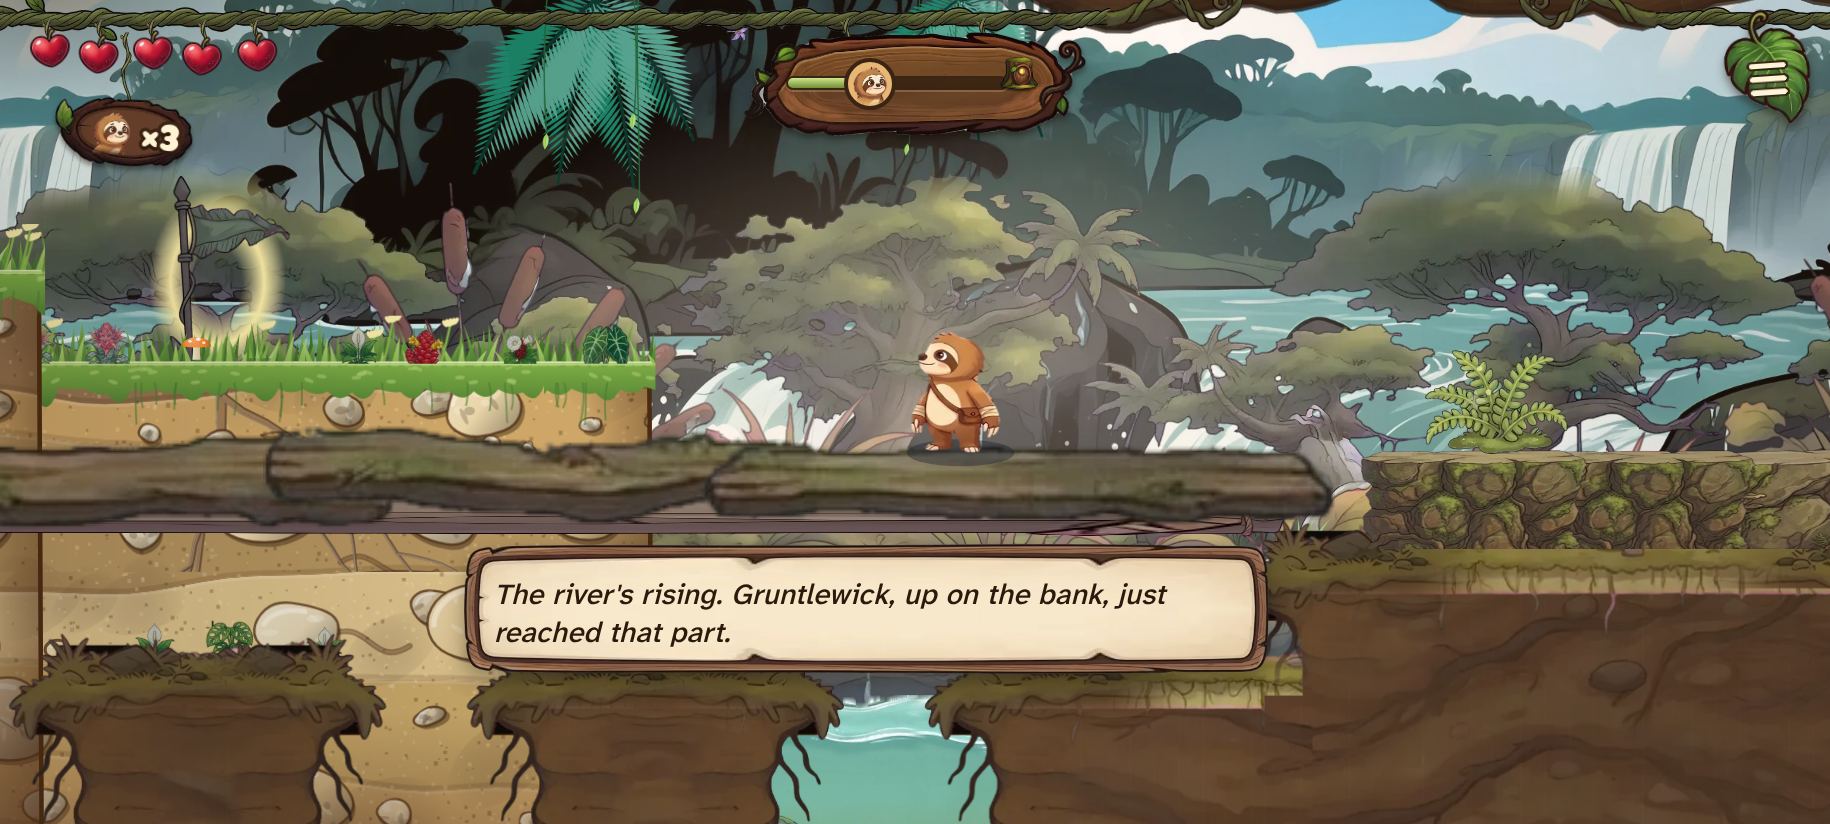 ×3
The river's rising. Gruntlewick, up on the bank, just
reached that part.